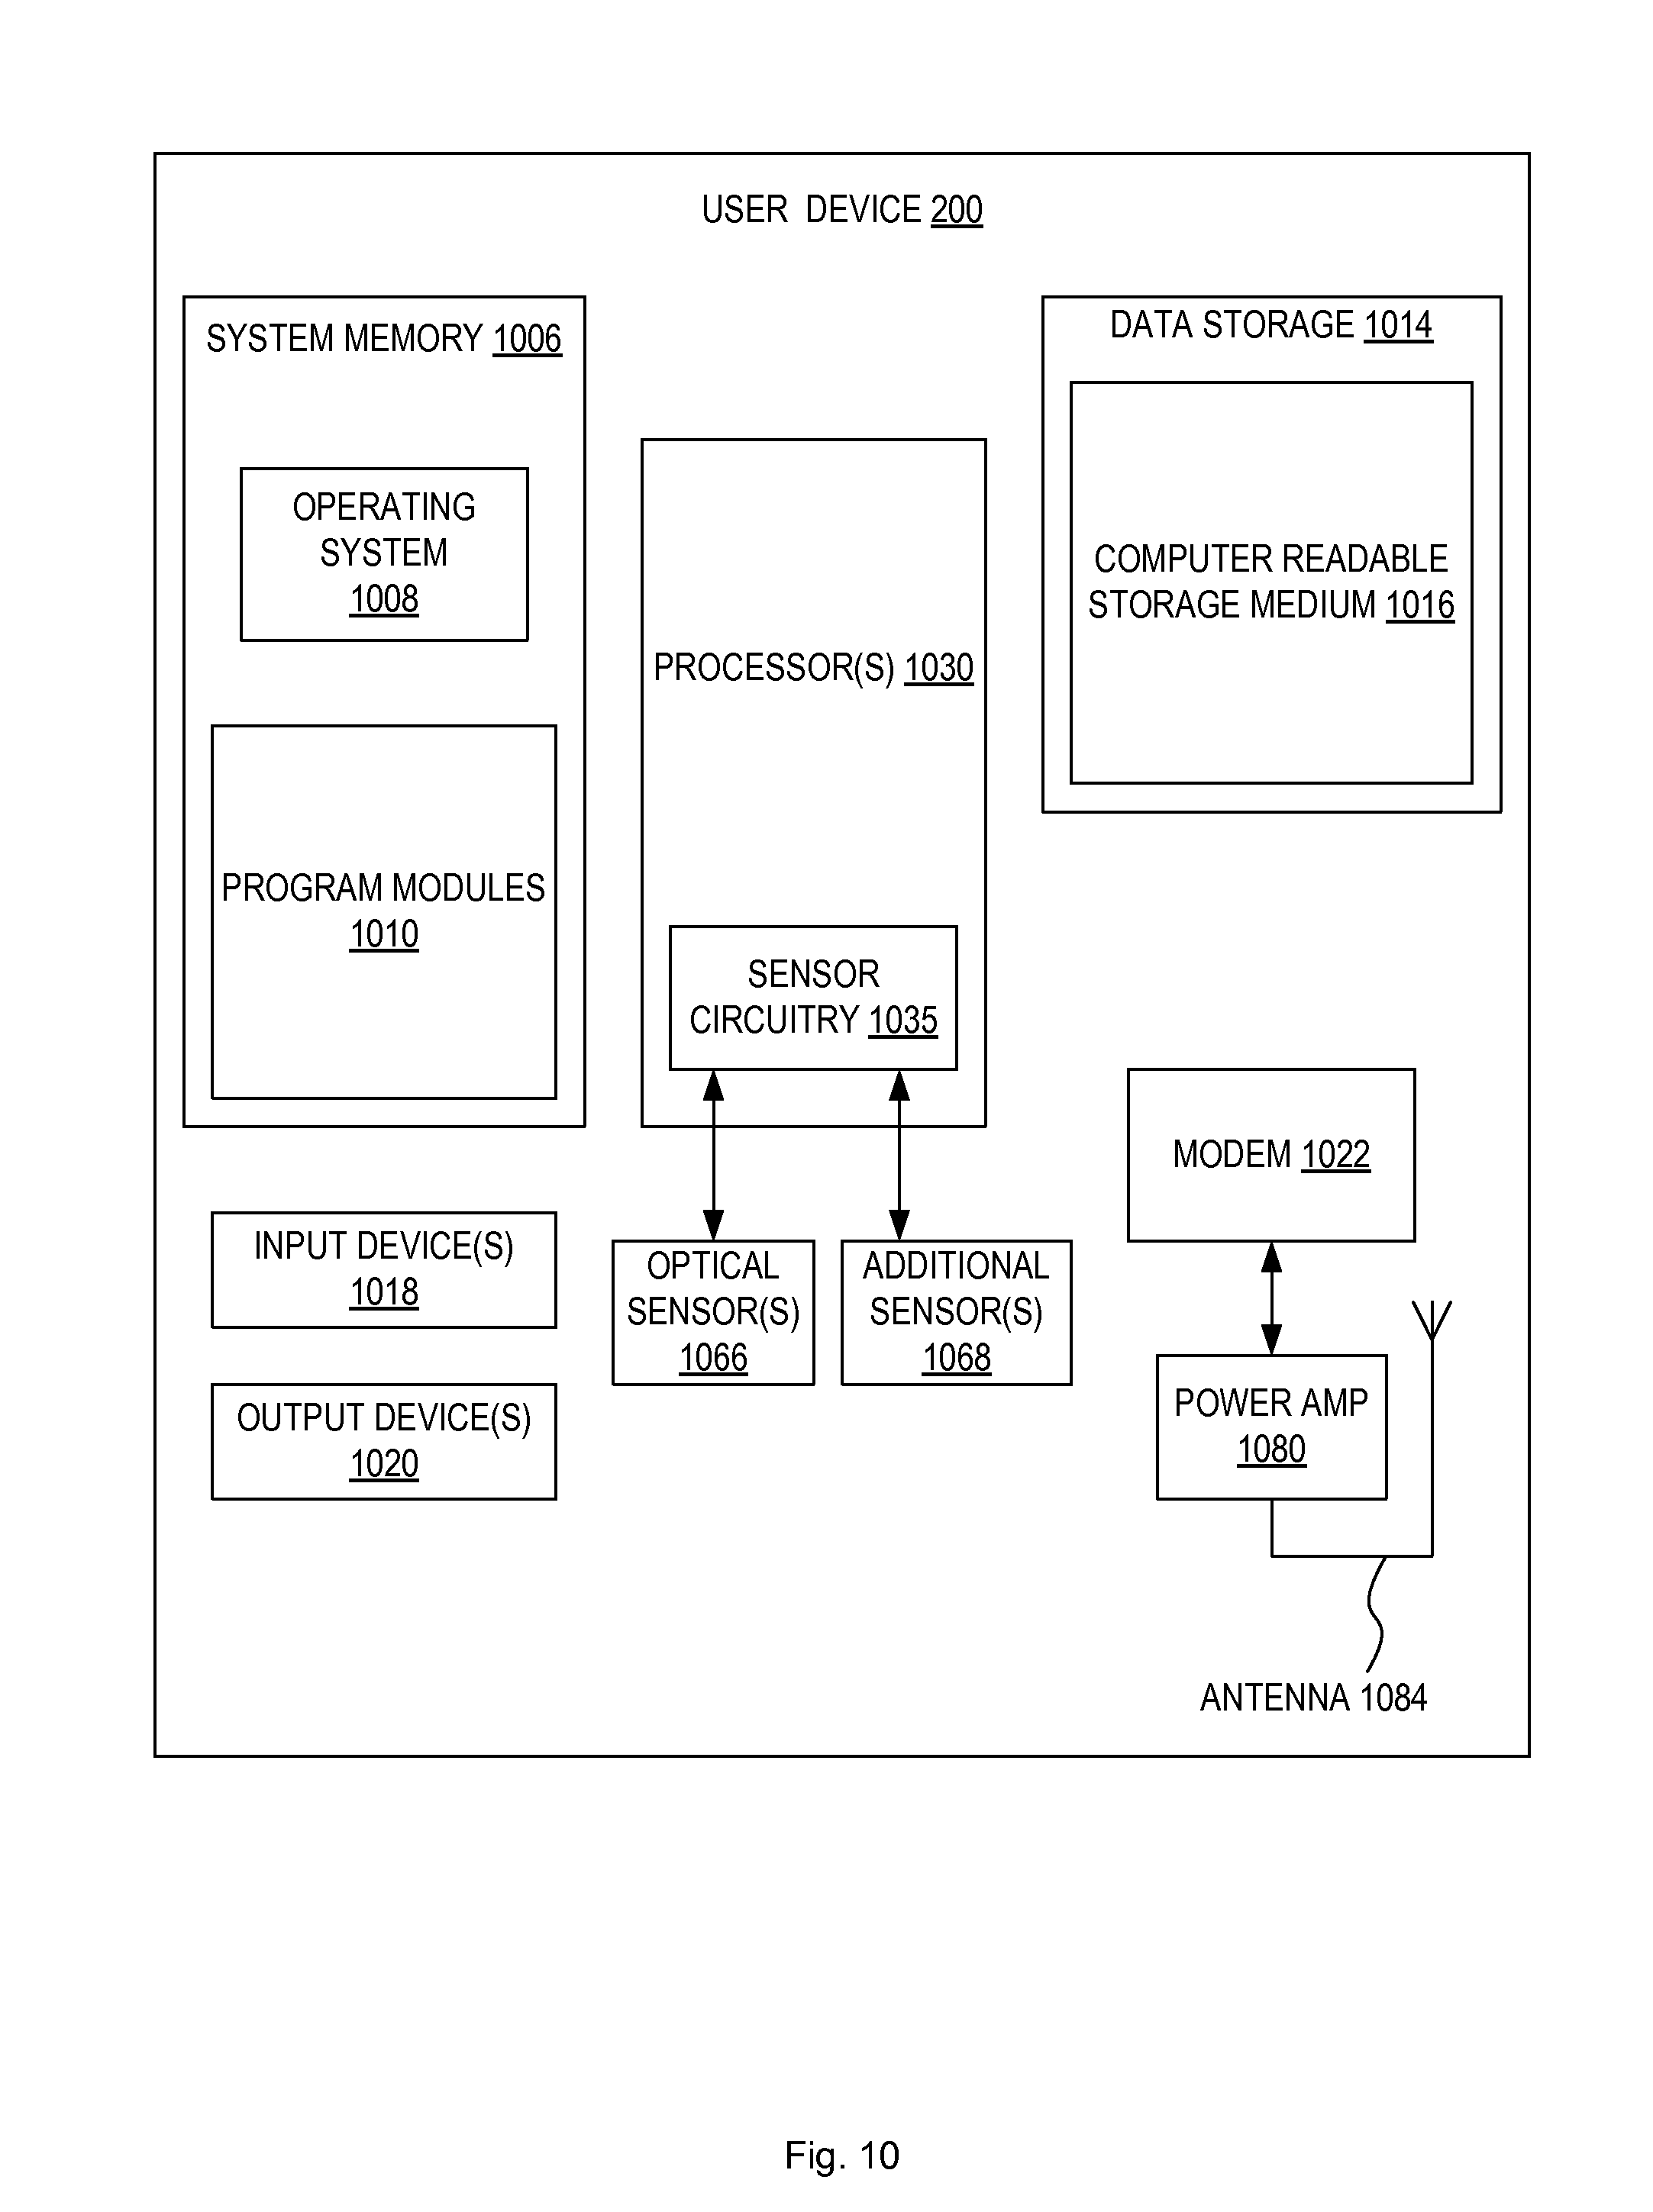 USER DEVICE 200
SYSTEM MEMORY 1006
OPERATING
SYSTEM
1008
PROGRAM MODULES
1010
INPUT DEVICE(S)
1018
OUTPUT DEVICE(S)
1020
PROCESSOR(S) 1030
SENSOR
CIRCUITRY 1035
OPTICAL
SENSOR(S)
1066
ADDITIONAL
SENSOR(S)
1068
DATA STORAGE 1014
COMPUTER READABLE
STORAGE MEDIUM 1016
MODEM 1022
POWER AMP
1080
ANTENNA 1084
Fig. 10